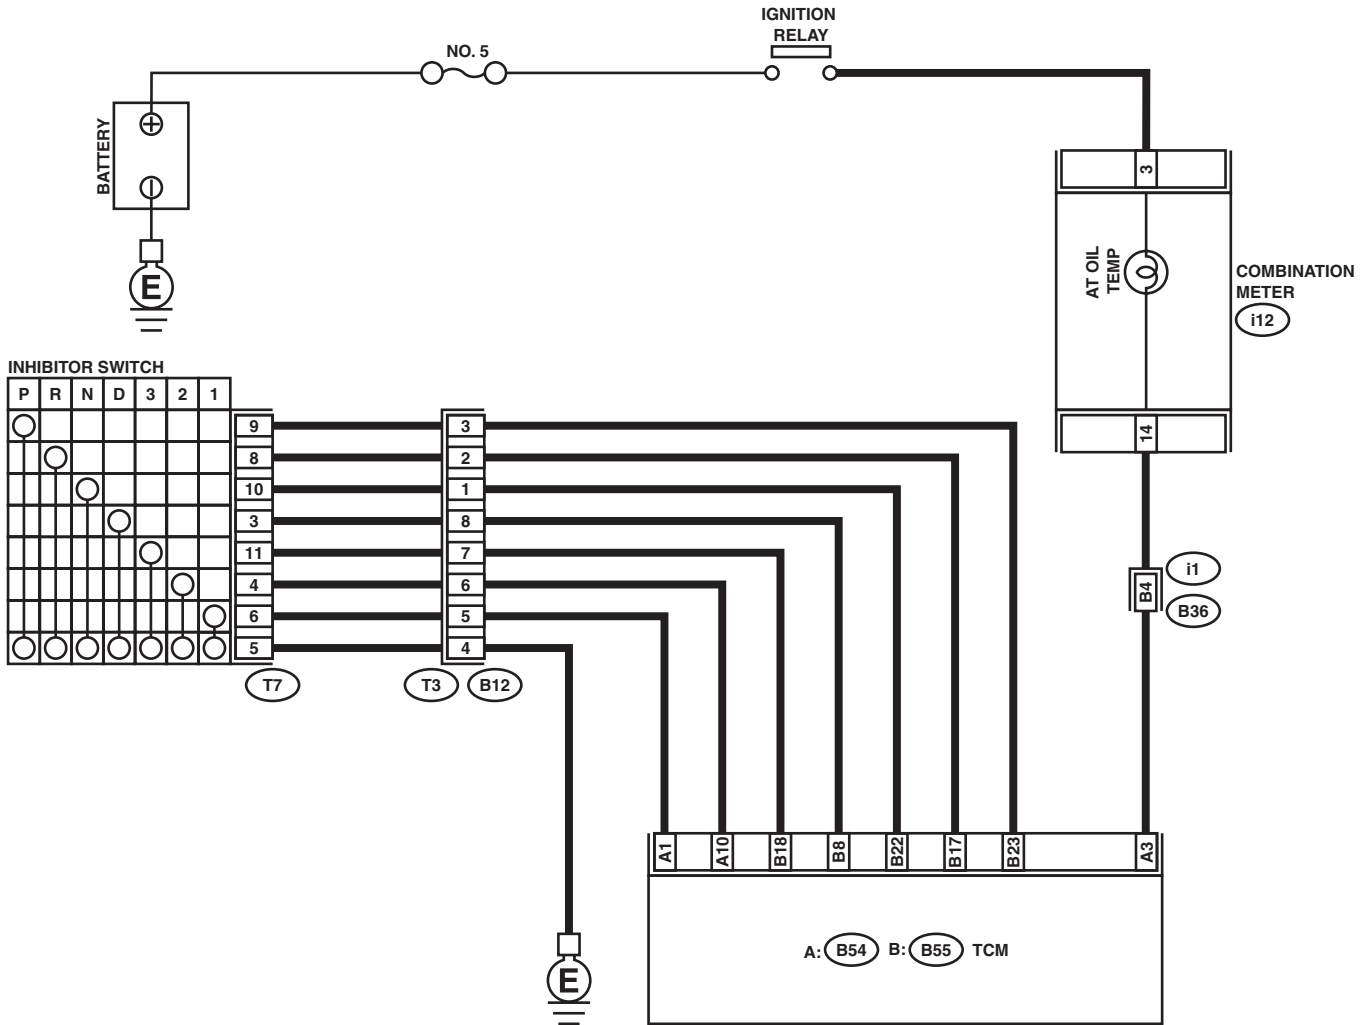 IGNITION
RELAY
NO. 5
BATTERY
E
3
AT OIL
TEMP
COMBINATION
METER
i12
14
INHIBITOR SWITCH
P R N D 3 2 1
9 3
8 2
10 1
3 8
11 7
4 6
6 5
5 4
T7 T3 B12
B4
i1
B36
A1 A10 B18 B8 B22 B17 B23 A3
A: B54 B: B55 TCM
E